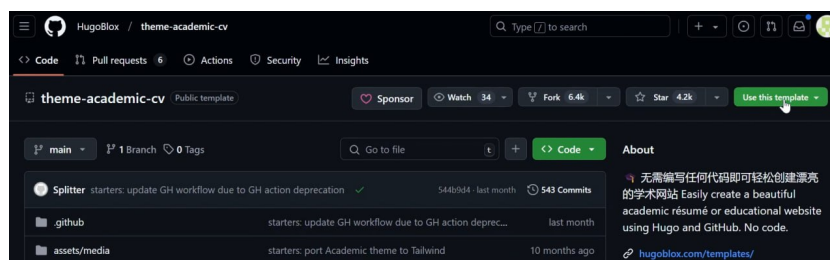 HugoBlox / theme-academic-cv
Type / to search
<> Code
Pull requests 6
Actions
Security
Insights
theme-academic-cv
Public template
Sponsor
Watch 34
Fork 6.4k
Star 4.2k
Use this template
main
1 Branch
0 Tags
Go to file
t
<> Code
Splitter starters: update GH workflow due to GH action deprecation
544b9d4 · last month
543 Commits
.github
starters: update GH workflow due to GH action deprec...
last month
assets/media
starters: port Academic theme to Tailwind
10 months ago
About
无需编写任何代码即可轻松创建漂亮
的学术网站 Easily create a beautiful
academic résumé or educational website
using Hugo and GitHub. No code.
hugoblox.com/templates/